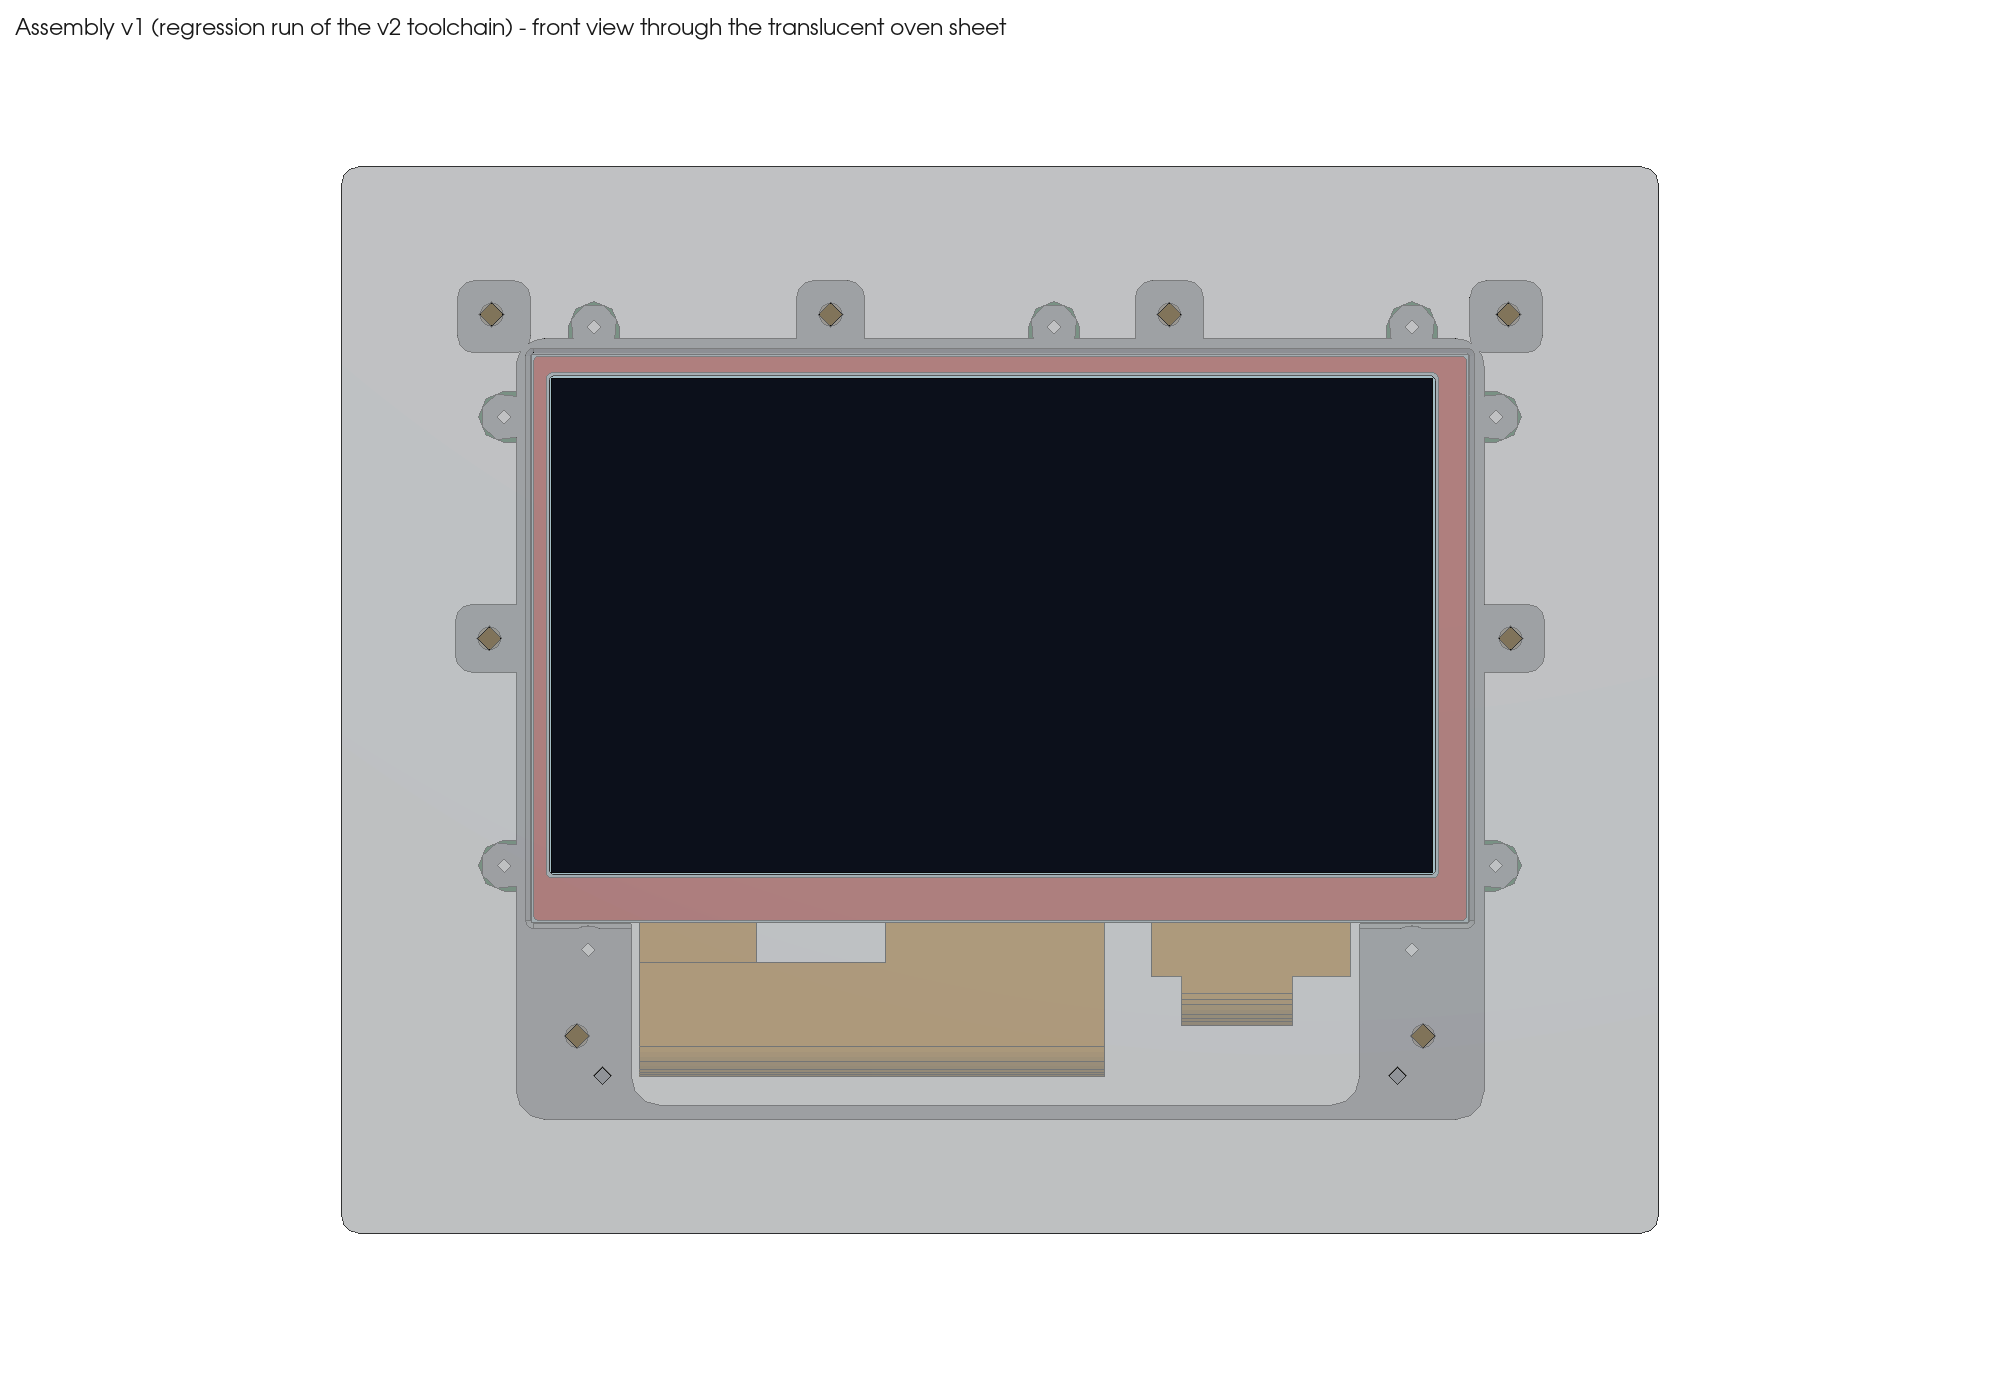 Assembly v1 (regression run of the v2 toolchain) - front view through the translucent oven sheet